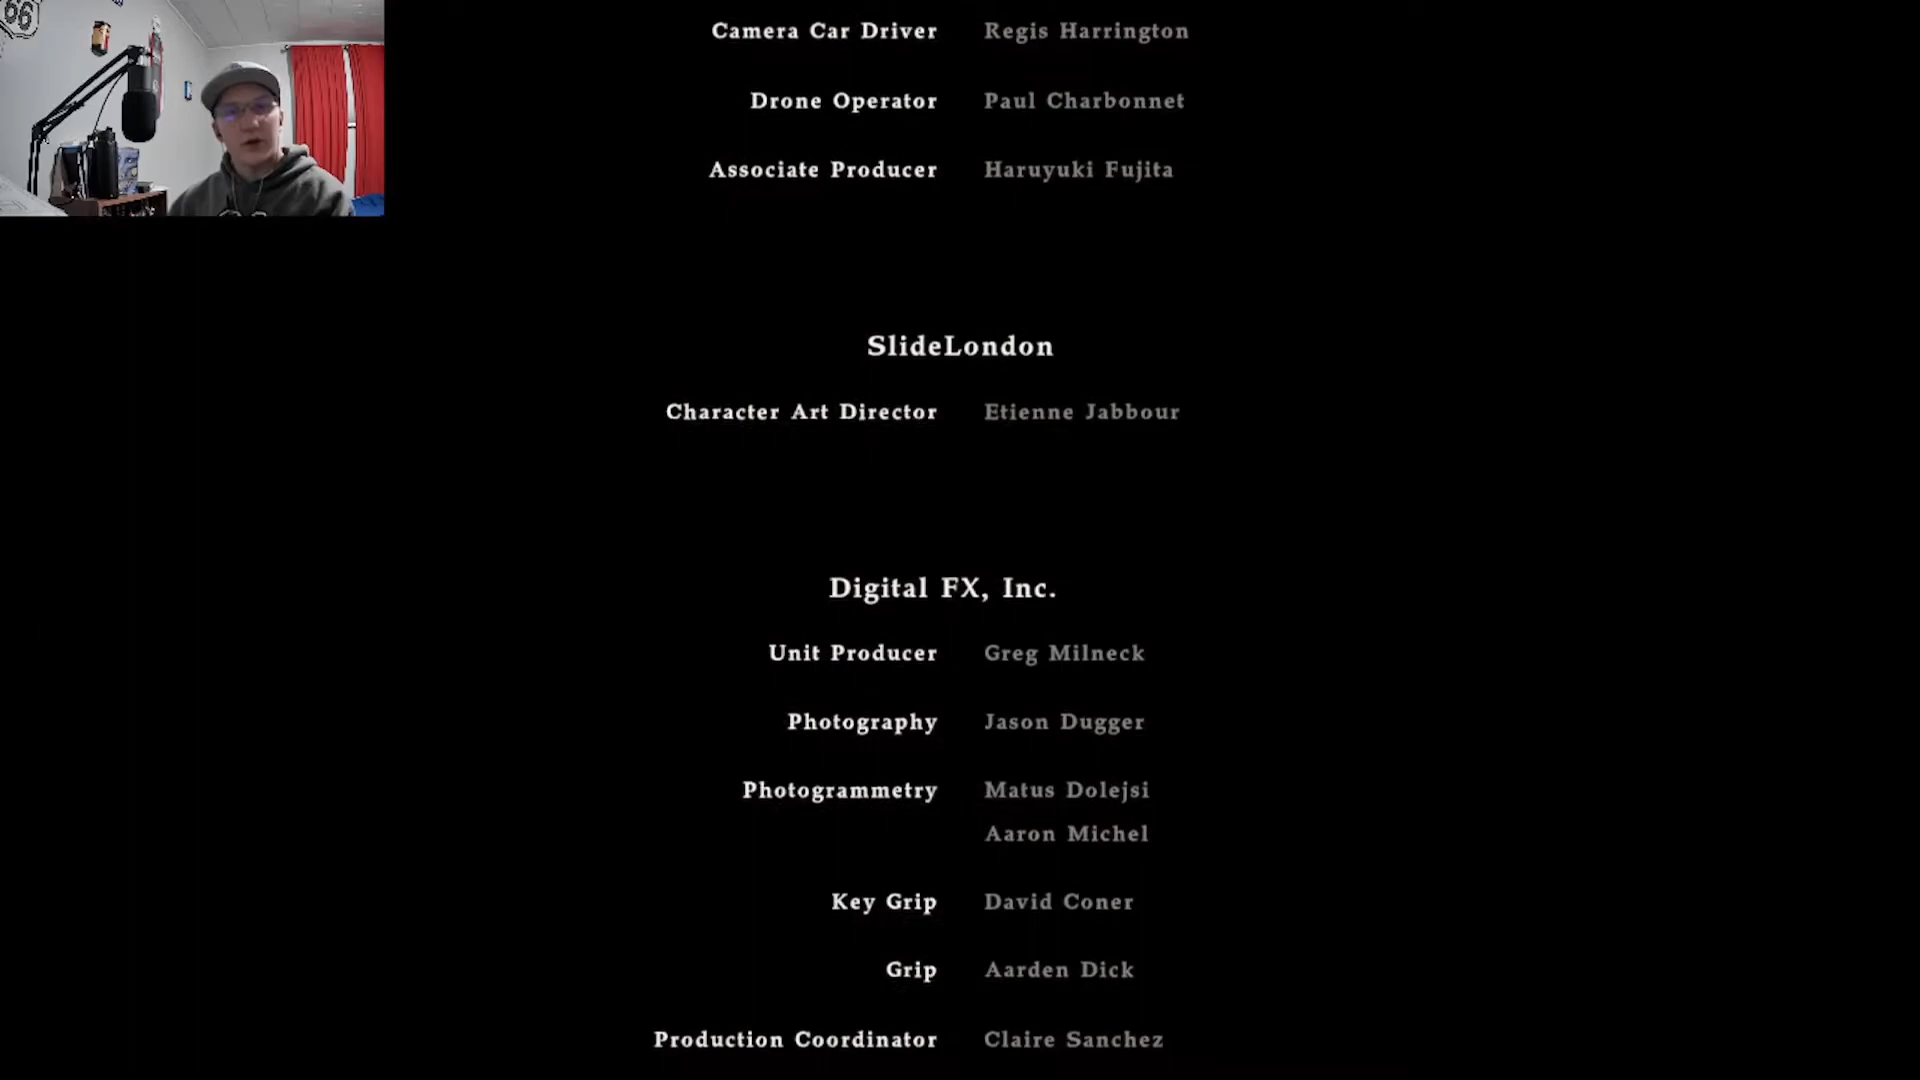 66
Camera Car Driver Regis Harrington
Drone Operator Paul Charbonnet
Associate Producer Haruyuki Fujita
SlideLondon
Character Art Director Etienne Jabbour
Digital FX, Inc.
Unit Producer Greg Milneck
Photography Jason Dugger
Photogrammetry Matus Dolejsi
Aaron Michel
Key Grip David Coner
Grip Aarden Dick
Production Coordinator Claire Sanchez